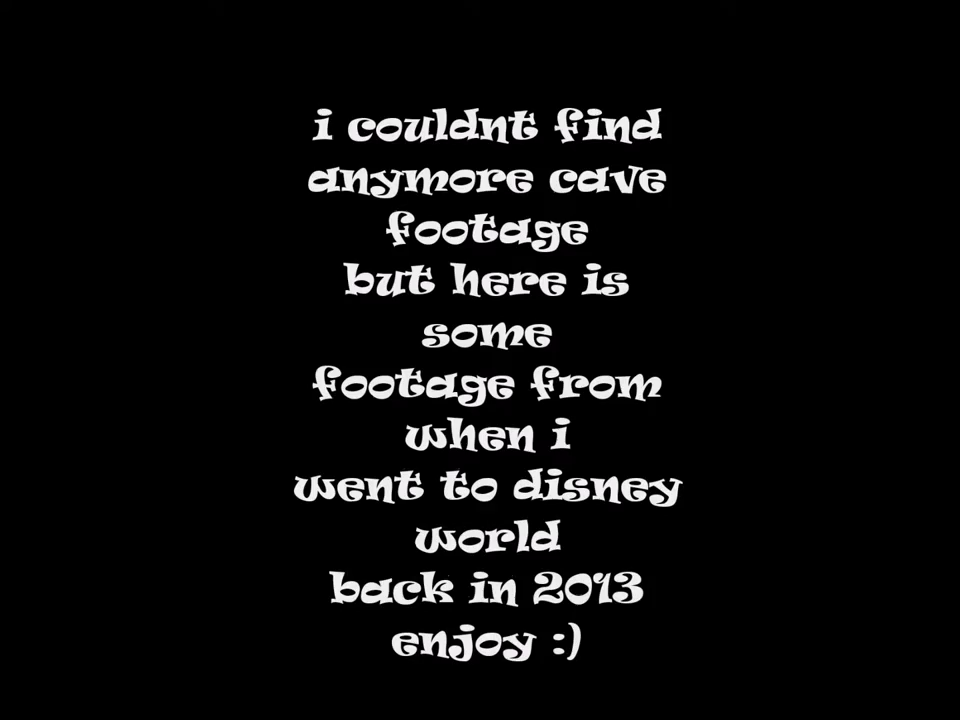 i couldnt find
anymore cave
footage
but here is
some
footage from
when i
went to disney
world
back in 2013
enjoy :)